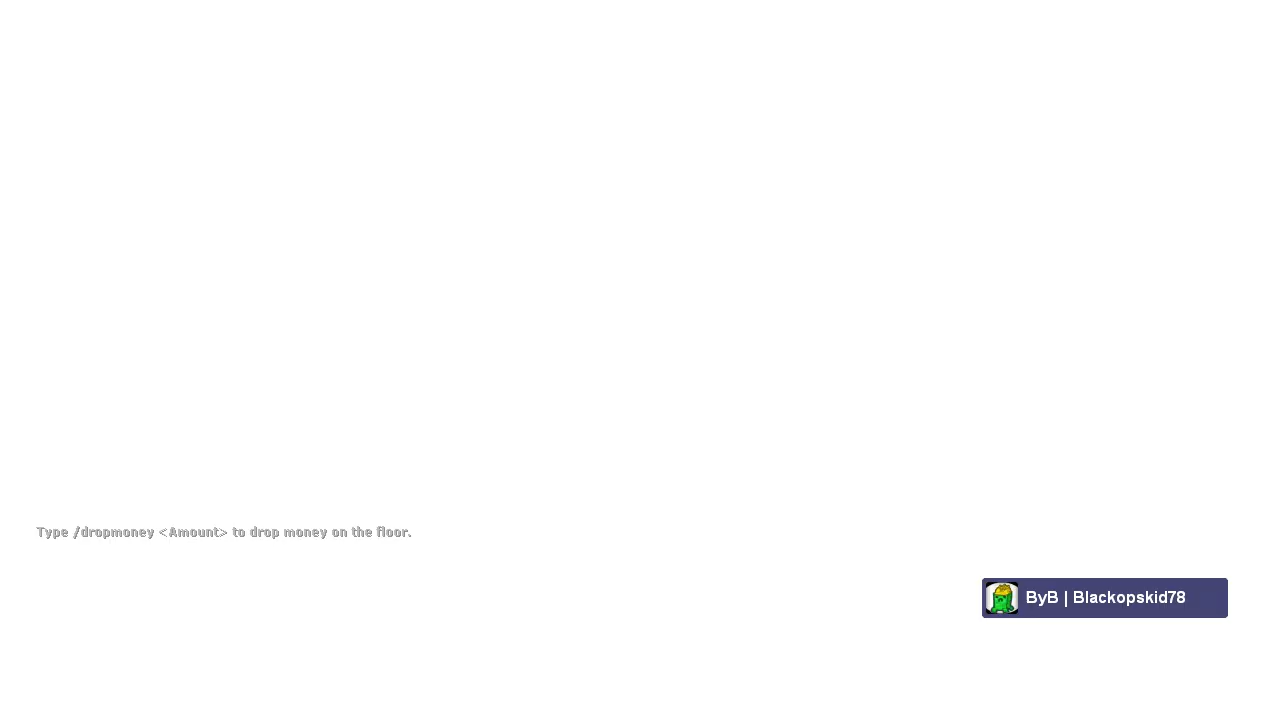 Type /dropmoney <Amount> to drop money on the floor.
ByB | Blackopskid78